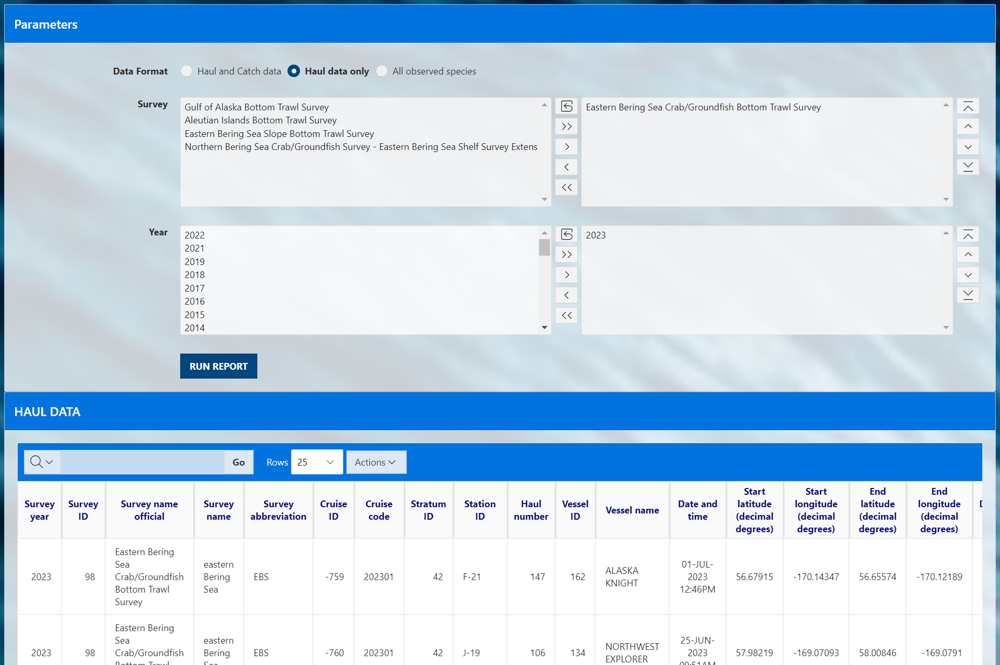 Parameters
Data Format Haul and Catch data Haul data only All observed species
Survey
Gulf of Alaska Bottom Trawl Survey
Aleutian Islands Bottom Trawl Survey
Eastern Bering Sea Slope Bottom Trawl Survey
Northern Bering Sea Crab/Groundfish Survey - Eastern Bering Sea Shelf Survey Extens
Eastern Bering Sea Crab/Groundfish Bottom Trawl Survey
Year
2022
2021
2019
2018
2017
2016
2015
2014
2023
RUN REPORT
HAUL DATA
Go Rows 25 Actions
Survey year
Survey ID
Survey name official
Survey name
Survey abbreviation
Cruise ID
Cruise code
Stratum ID
Station ID
Haul number
Vessel ID
Vessel name
Date and time
Start latitude (decimal degrees)
Start longitude (decimal degrees)
End latitude (decimal degrees)
End longitude (decimal degrees)
2023
98
Eastern Bering
Sea
Crab/Groundfish
Bottom Trawl
Survey
eastern
Bering
Sea
EBS
-759
202301
42
F-21
147
162
ALASKA
KNIGHT
01-JUL-
2023
12:46PM
56.67915
-170.14347
56.65574
-170.12189
2023
98
Eastern Bering
Sea
Crab/Groundfish
Bottom Trawl
eastern
Bering
Sea
EBS
-760
202301
42
J-19
106
134
NORTHWEST
EXPLORER
25-JUN-
2023
09:51AM
57.98219
-169.07093
58.00846
-169.0791